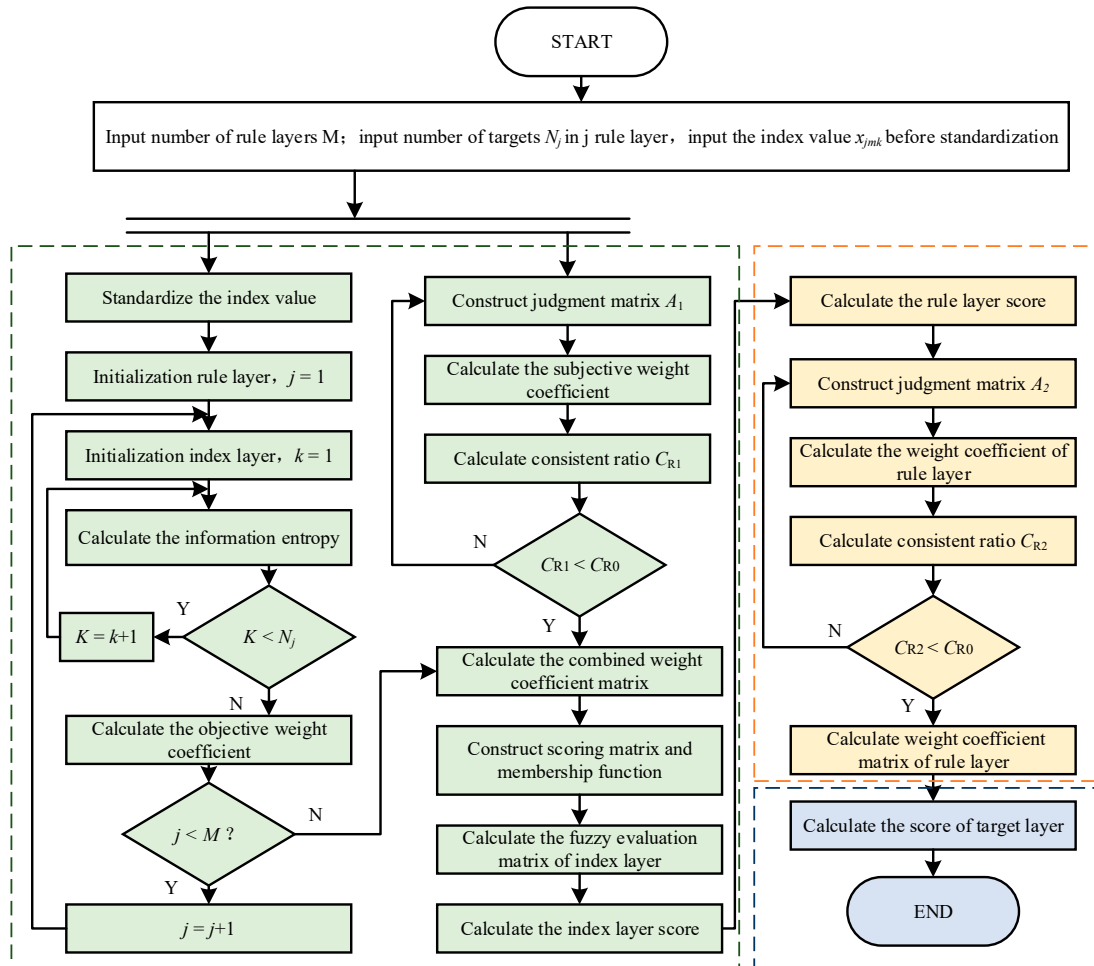 START
Input number of rule layers M；input number of targets Nj in j rule layer，input the index value xjmk before standardization
Standardize the index value
Initialization rule layer，j = 1
Initialization index layer，k = 1
Calculate the information entropy
Y
K = k+1
K < Nj
N
Calculate the objective weight
coefficient
j < M ?
N
Y
j = j+1
Construct judgment matrix A1
Calculate the subjective weight
coefficient
Calculate consistent ratio CR1
N
CR1 < CR0
Y
Calculate the combined weight
coefficient matrix
Construct scoring matrix and
membership function
Calculate the fuzzy evaluation
matrix of index layer
Calculate the index layer score
Calculate the rule layer score
Construct judgment matrix A2
Calculate the weight coefficient of
rule layer
Calculate consistent ratio CR2
N
CR2 < CR0
Y
Calculate weight coefficient
matrix of rule layer
Calculate the score of target layer
END